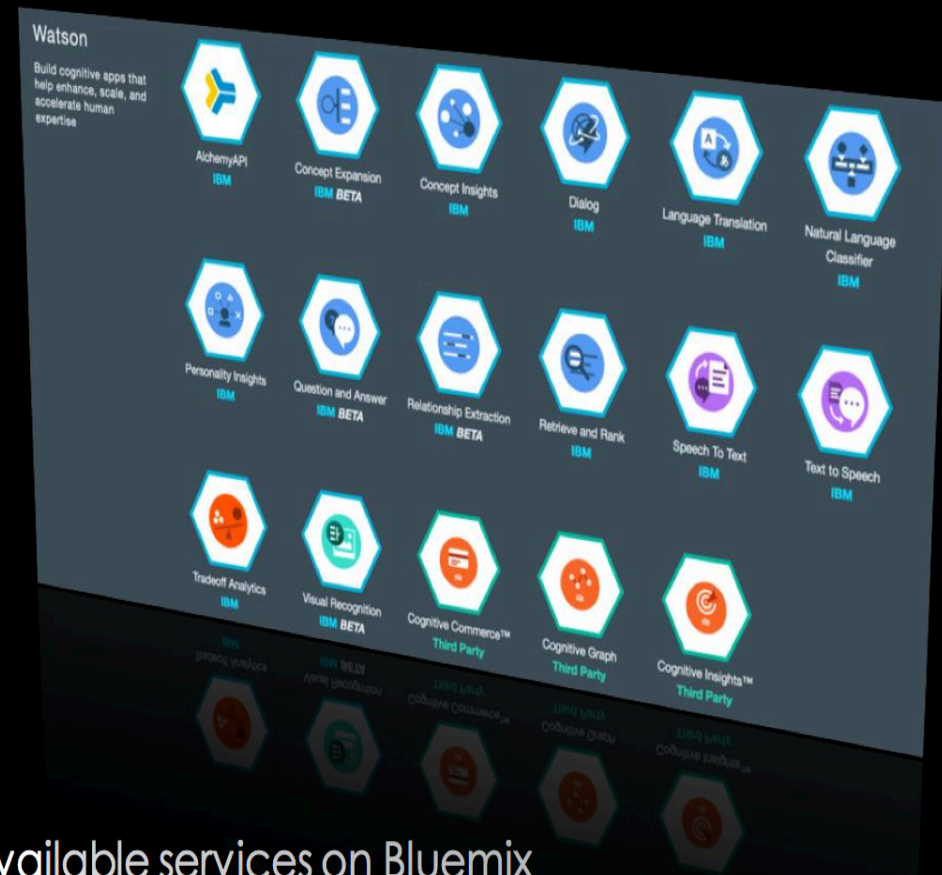 Watson
Build cognitive apps that
help enhance, scale, and
accelerate human
expertise
AlchemyAPI
IBM
Concept Expansion
IBM BETA
Concept Insights
IBM
Dialog
IBM
Language Translation
IBM
Natural Language
Classifier
IBM
Personality Insights
IBM
Question and Answer
IBM BETA
Relationship Extraction
IBM BETA
Retrieve and Rank
IBM
Speech To Text
IBM
Text to Speech
IBM
Tradeoff Analytics
IBM
Visual Recognition
IBM BETA
Cognitive Commerce™
Third Party
Cognitive Graph
Third Party
Cognitive Insights™
Third Party
services on Bluemix